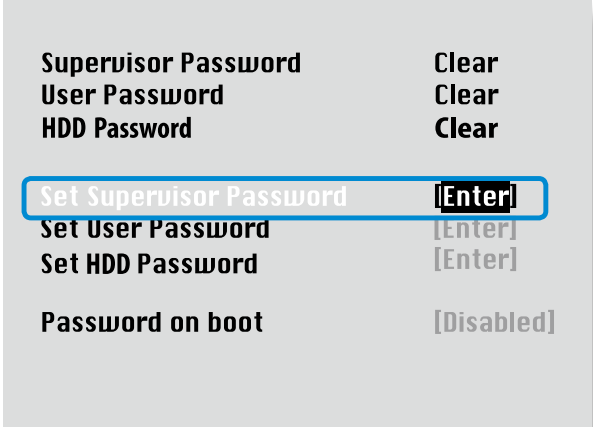 Supervisor Password Clear
User Password Clear
HDD Password Clear
Set Supervisor Password [Enter]
Set User Password [Enter]
Set HDD Password [Enter]
Password on boot [Disabled]